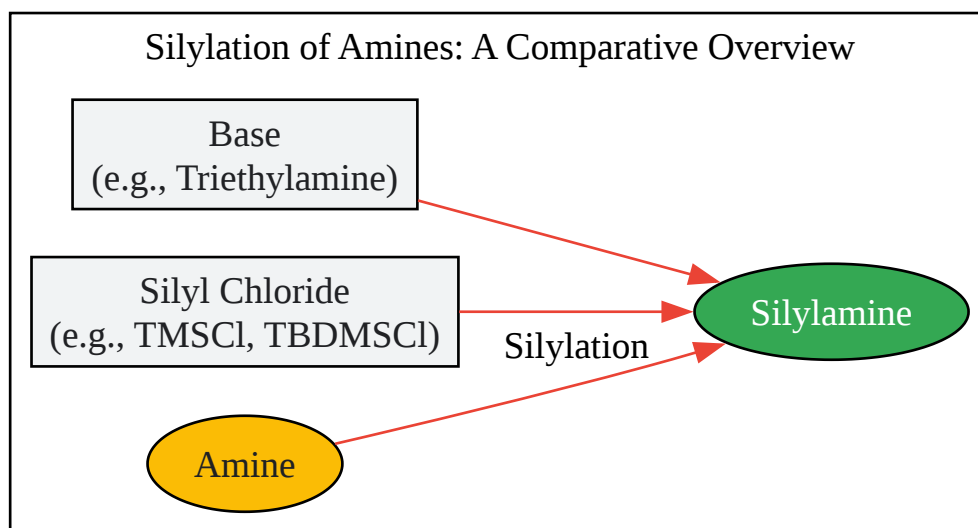 Silylation of Amines: A Comparative Overview
Base
(e.g., Triethylamine)
Silyl Chloride
(e.g., TMSCl, TBDMSCl)
Silylamine
Silylation
Amine